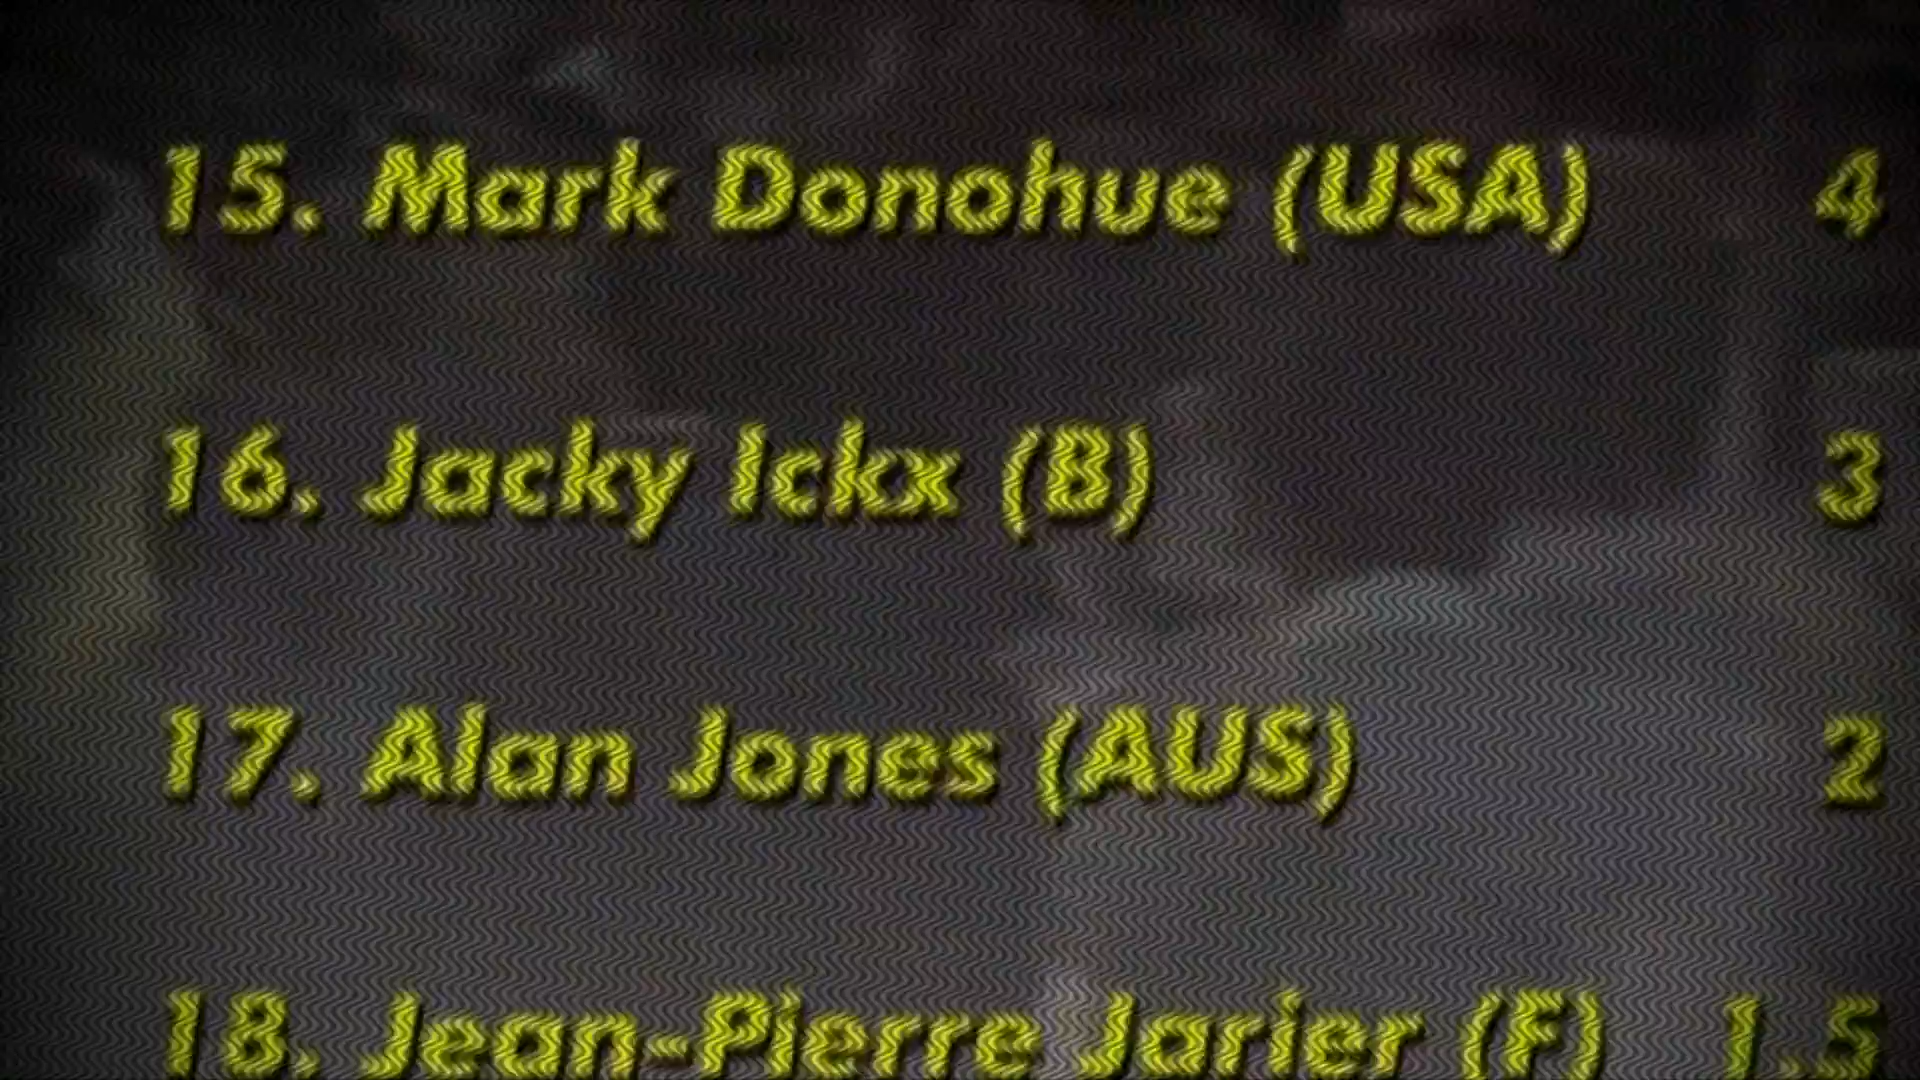 15. Mark Donohue (USA) 4
16. Jacky Ickx (B) 3
17. Alan Jones (AUS) 2
18. Jean-Pierre Jarier (F) 1.5